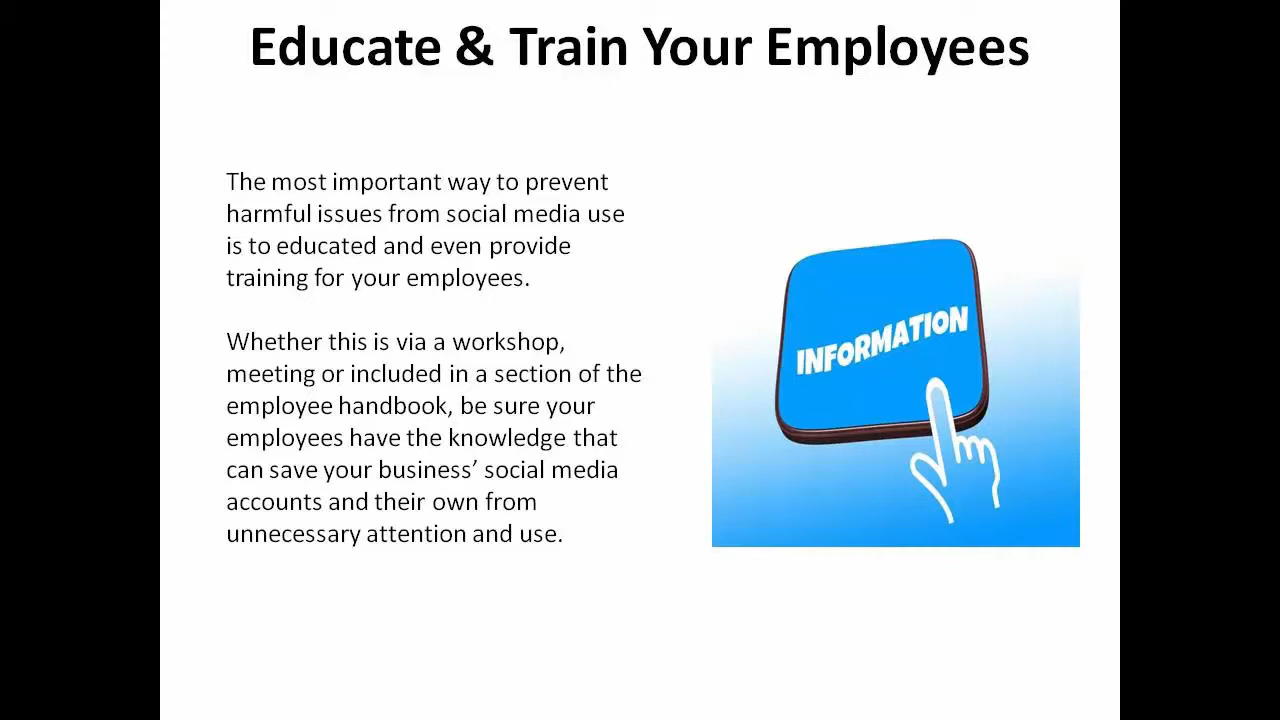 Educate & Train Your Employees
The most important way to prevent
harmful issues from social media use
is to educated and even provide
training for your employees.
Whether this is via a workshop,
meeting or included in a section of the
employee handbook, be sure your
employees have the knowledge that
can save your business’ social media
accounts and their own from
unnecessary attention and use.
INFORMATION